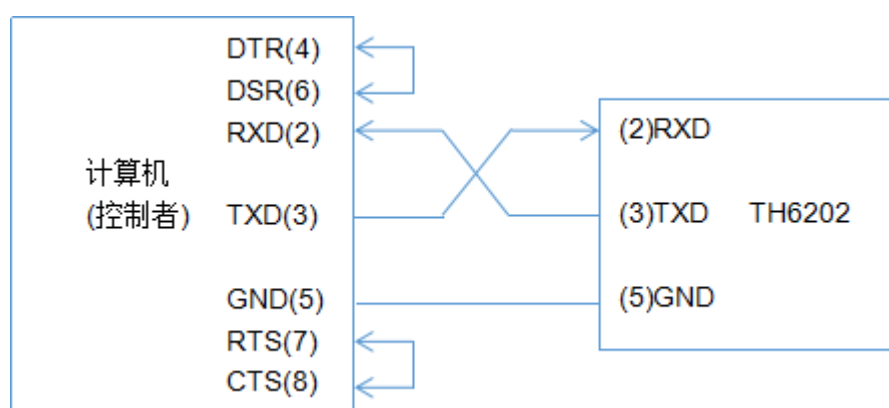 DTR(4)
DSR(6)
RXD(2)
(2)RXD
计算机
(控制者)
TXD(3)
(3)TXD
TH6202
GND(5)
(5)GND
RTS(7)
CTS(8)